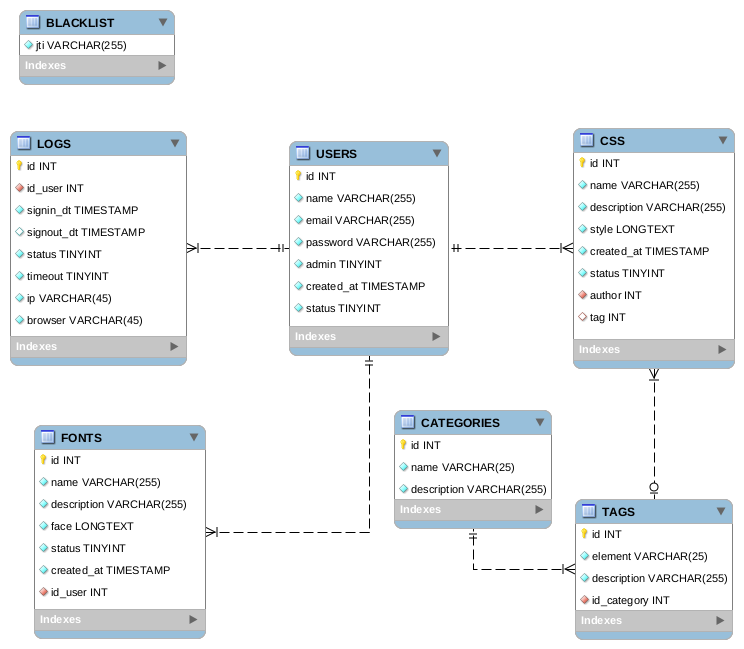 BLACKLIST
jti VARCHAR(255)
Indexes
LOGS
id INT
id_user INT
signin_dt TIMESTAMP
signout_dt TIMESTAMP
status TINYINT
timeout TINYINT
ip VARCHAR(45)
browser VARCHAR(45)
Indexes
USERS
id INT
name VARCHAR(255)
email VARCHAR(255)
password VARCHAR(255)
admin TINYINT
created_at TIMESTAMP
status TINYINT
Indexes
CSS
id INT
name VARCHAR(255)
description VARCHAR(255)
style LONGTEXT
created_at TIMESTAMP
status TINYINT
author INT
tag INT
Indexes
FONTS
id INT
name VARCHAR(255)
description VARCHAR(255)
face LONGTEXT
status TINYINT
created_at TIMESTAMP
id_user INT
Indexes
CATEGORIES
id INT
name VARCHAR(25)
description VARCHAR(255)
Indexes
TAGS
id INT
element VARCHAR(25)
description VARCHAR(255)
id_category INT
Indexes